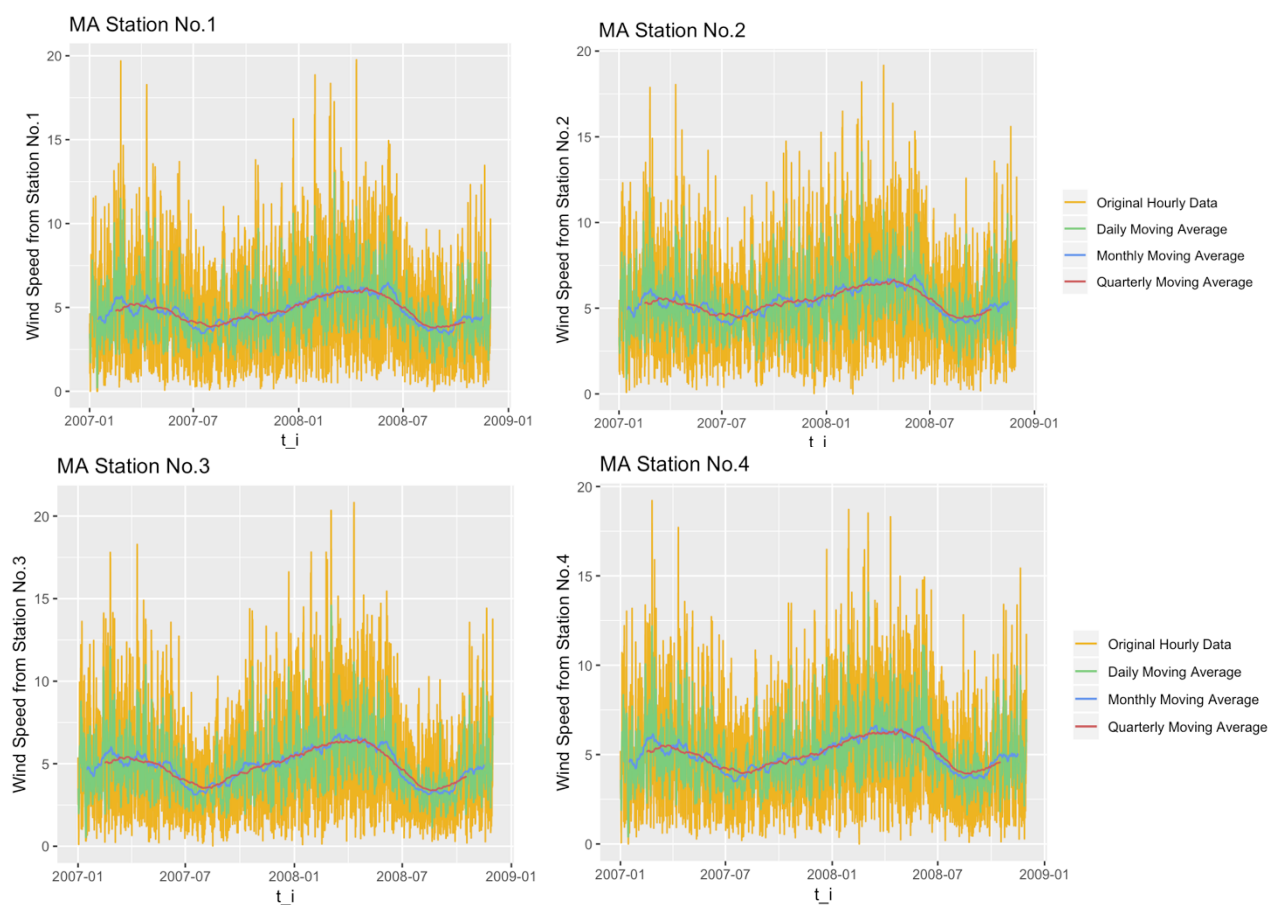 MA Station No.1
Wind Speed from Station No.1
20
15
10
5
0
2007-01 2007-07 2008-01 2008-07 2009-01
t_i
MA Station No.2
Wind Speed from Station No.2
20
15
10
5
0
2007-01 2007-07 2008-01 2008-07 2009-01
t_i
Original Hourly Data
Daily Moving Average
Monthly Moving Average
Quarterly Moving Average
MA Station No.3
Wind Speed from Station No.3
20
15
10
5
0
2007-01 2007-07 2008-01 2008-07 2009-01
t_i
MA Station No.4
Wind Speed from Station No.4
20
15
10
5
0
2007-01 2007-07 2008-01 2008-07 2009-01
t_i
Original Hourly Data
Daily Moving Average
Monthly Moving Average
Quarterly Moving Average